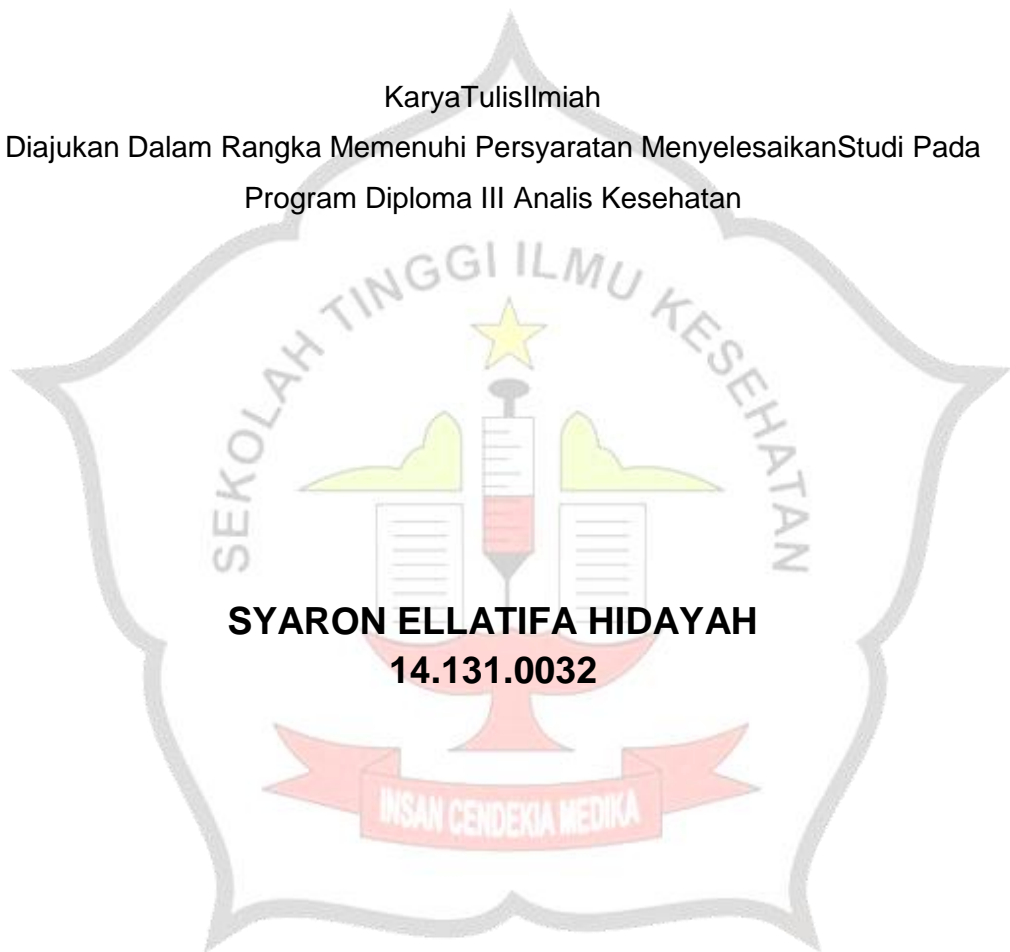 KaryaTulisIlmiah
Diajukan Dalam Rangka Memenuhi Persyaratan MenyelesaikanStudi Pada
Program Diploma III Analis Kesehatan
SEKOLAH TINGGI ILMU KESEHATAN
SYARON ELLATIFA HIDAYAH
14.131.0032
INSAN CENDEKIA MEDIKA